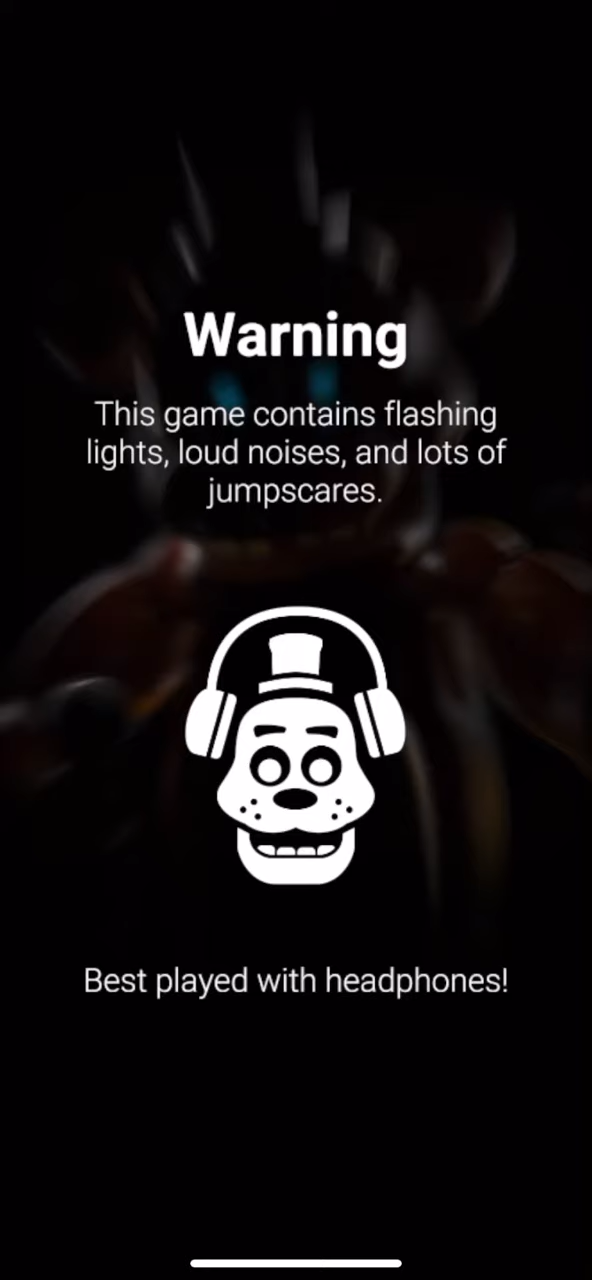 Warning
This game contains flashing
lights, loud noises, and lots of
jumpscares.
Best played with headphones!